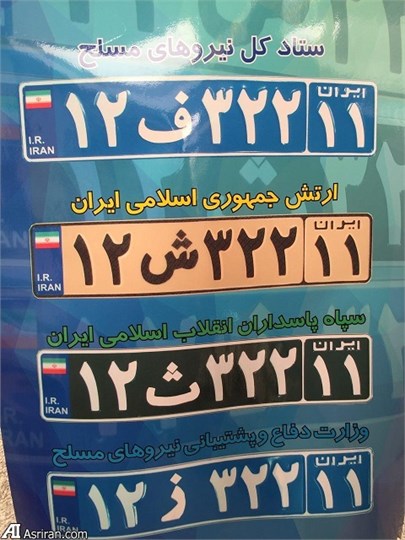 ستاد کل نیروهای مسلح
۱۲ ف ۳۲۲ ایران ۱۱
I.R.
IRAN
ارتش جمهوری اسلامی ایران
۱۲ ش ۳۲۲ ایران ۱۱
I.R.
IRAN
سپاه پاسداران انقلاب اسلامی ایران
۱۲ ث ۳۲۲ ایران ۱۱
I.R.
IRAN
وزارت دفاع و پشتیبانی نیروهای مسلح
۱۲ ز ۳۲۲ ایران ۱۱
I.R.
IRAN
Asriran.com